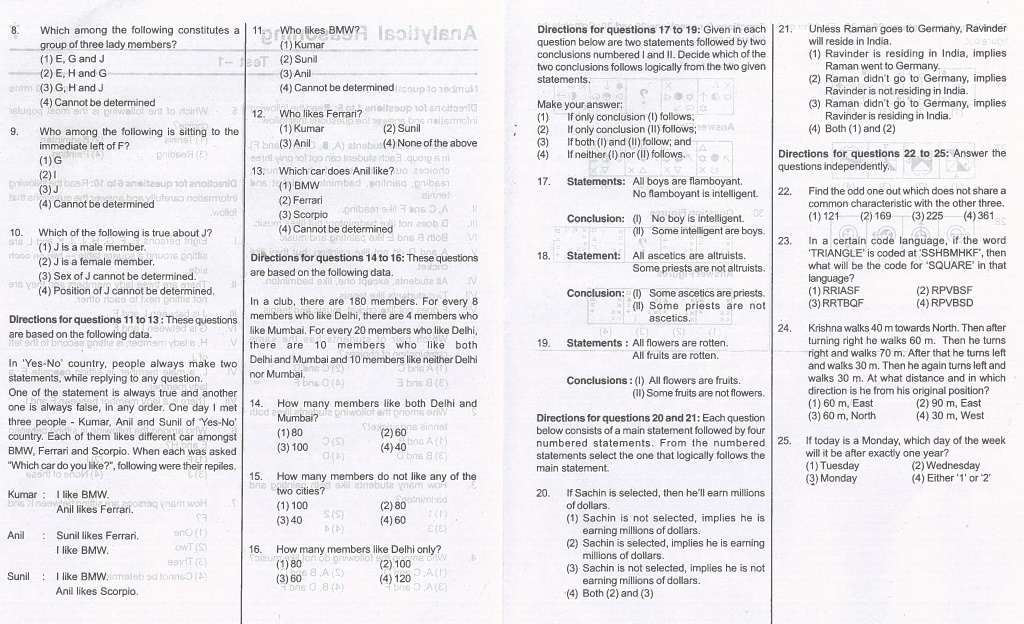 8. Which among the following constitutes a
group of three lady members?
(1) E, G and J
(2) E, H and G
(3) G, H and J
(4) Cannot be determined
9. Who among the following is sitting to the
immediate left of F?
(1) G
(2) I
(3) J
(4) Cannot be determined
10. Which of the following is true about J?
(1) J is a male member.
(2) J is a female member.
(3) Sex of J cannot be determined.
(4) Position of J cannot be determined.
Directions for questions 11 to 13 : These questions
are based on the following data.
In 'Yes-No' country, people always make two
statements, while replying to any question.
One of the statement is always true and another
one is always false, in any order. One day I met
three people - Kumar, Anil and Sunil of 'Yes-No'
country. Each of them likes different car amongst
BMW, Ferrari and Scorpio. When each was asked
"Which car do you like?", following were their repiles.
Kumar : I like BMW.
Anil likes Ferrari.
Anil : Sunil likes Ferrari.
I like BMW.
Sunil : I like BMW.
Anil likes Scorpio.
11. Who likes BMW?
(1) Kumar
(2) Sunil
(3) Anil
(4) Cannot be determined
12. Who likes Ferrari?
(1) Kumar (2) Sunil
(3) Anil (4) None of the above
13. Which car does Anil like?
(1) BMW
(2) Ferrari
(3) Scorpio
(4) Cannot be determined
Directions for questions 14 to 16: These questions
are based on the following data.
In a club, there are 180 members. For every 8
members who like Delhi, there are 4 members who
like Mumbai. For every 20 members who like Delhi,
there are 10 members who like both
Delhi and Mumbai and 10 members like neither Delhi
nor Mumbai.
14. How many members like both Delhi and
Mumbai?
(1) 80 (2) 60
(3) 100 (4) 40
15. How many members do not like any of the
two cities?
(1) 100 (2) 80
(3) 40 (4) 60
16. How many members like Delhi only?
(1) 80 (2) 100
(3) 60 (4) 120
Directions for questions 17 to 19: Given in each
question below are two statements followed by two
conclusions numbered I and II. Decide which of the
two conclusions follows logically from the two given
statements.
Make your answer:
(1) If only conclusion (I) follows;
(2) If only conclusion (II) follows;
(3) If both (I) and (II) follow; and
(4) If neither (I) nor (II) follows.
17. Statements: All boys are flamboyant.
No flamboyant is intelligent.
Conclusion: (I) No boy is intelligent.
(II) Some intelligent are boys.
18. Statement: All ascetics are altruists.
Some priests are not altruists.
Conclusion: (I) Some ascetics are priests.
(II) Some priests are not
ascetics.
19. Statements : All flowers are rotten.
All fruits are rotten.
Conclusions : (I) All flowers are fruits.
(II) Some fruits are not flowers.
Directions for questions 20 and 21: Each question
below consists of a main statement followed by four
numbered statements. From the numbered
statements select the one that logically follows the
main statement.
20. If Sachin is selected, then he'll earn millions
of dollars.
(1) Sachin is not selected, implies he is
earning millions of dollars.
(2) Sachin is selected, implies he is earning
millions of dollars.
(3) Sachin is not selected, implies he is not
earning millions of dollars.
(4) Both (2) and (3)
21. Unless Raman goes to Germany, Ravinder
will reside in India.
(1) Ravinder is residing in India, implies
Raman went to Germany.
(2) Raman didn't go to Germany, implies
Ravinder is not residing in India.
(3) Raman didn't go to Germany, implies
Ravinder is residing in India.
(4) Both (1) and (2)
Directions for questions 22 to 25: Answer the
questions independently.
22. Find the odd one out which does not share a
common characteristic with the other three.
(1) 121 (2) 169 (3) 225 (4) 361
23. In a certain code language, if the word
'TRIANGLE' is coded at 'SSHBMHKF', then
what will be the code for 'SQUARE' in that
language?
(1) RRIASF (2) RPVBSF
(3) RRTBQF (4) RPVBSD
24. Krishna walks 40 m towards North. Then after
turning right he walks 60 m. Then he turns
right and walks 70 m. After that he turns left
and walks 30 m. Then he again turns left and
walks 30 m. At what distance and in which
direction is he from his original position?
(1) 60 m, East (2) 90 m, East
(3) 60 m, North (4) 30 m, West
25. If today is a Monday, which day of the week
will it be after exactly one year?
(1) Tuesday (2) Wednesday
(3) Monday (4) Either '1' or '2'